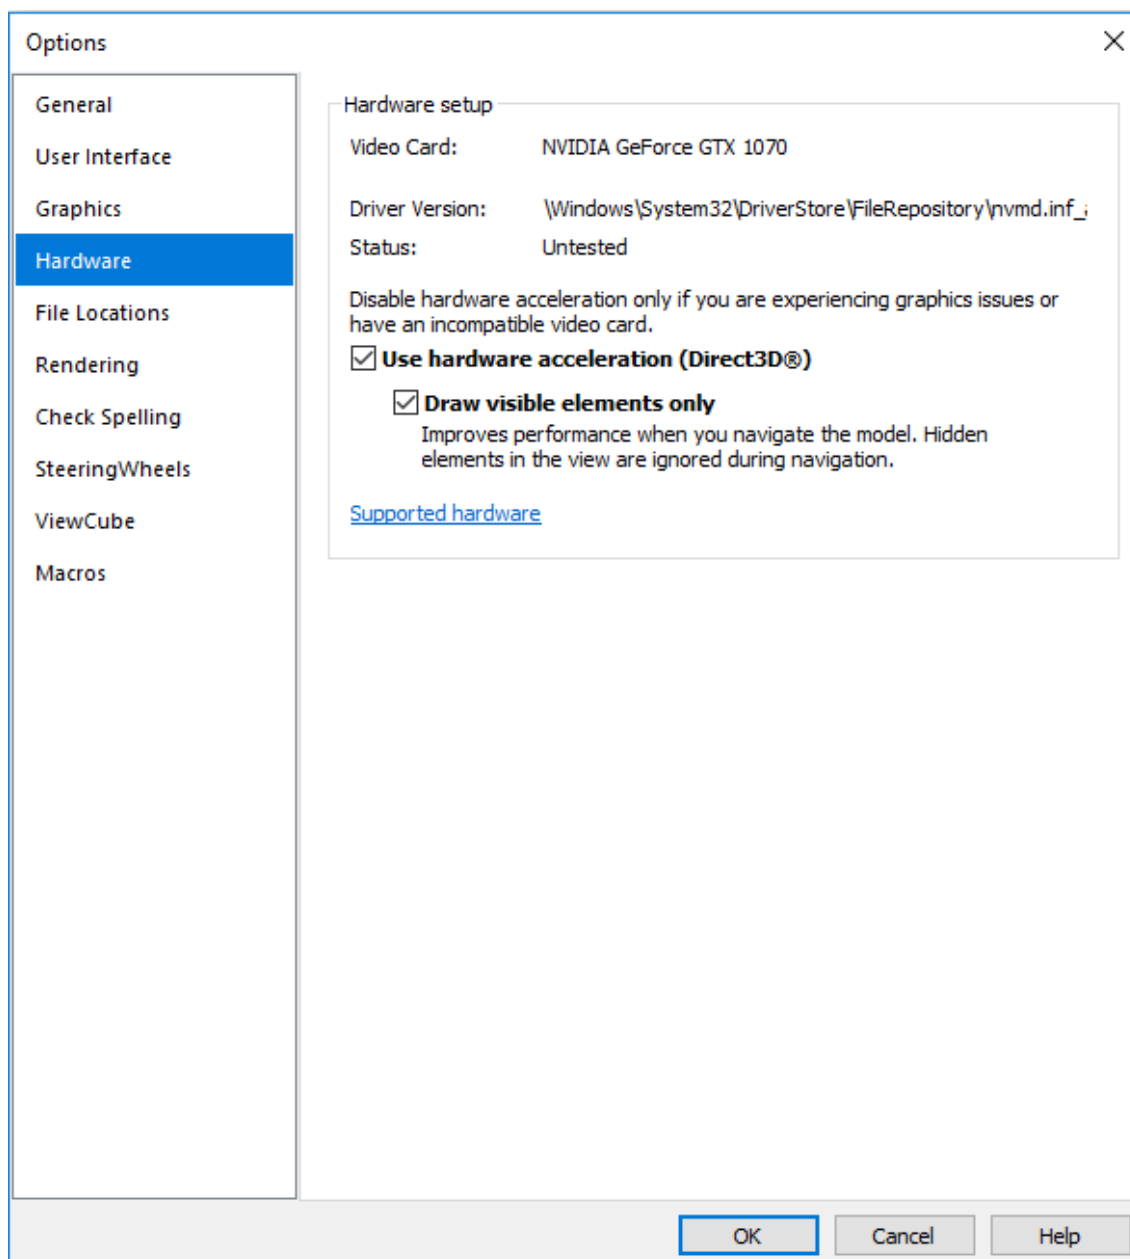 Options
General
User Interface
Graphics
Hardware
File Locations
Rendering
Check Spelling
SteeringWheels
ViewCube
Macros
Hardware setup
Video Card: NVIDIA GeForce GTX 1070
Driver Version: \Windows\System32\DriverStore\FileRepository\nvmd.inf_a
Status: Untested
Disable hardware acceleration only if you are experiencing graphics issues or
have an incompatible video card.
Use hardware acceleration (Direct3D®)
Draw visible elements only
Improves performance when you navigate the model. Hidden
elements in the view are ignored during navigation.
Supported hardware
OK Cancel Help